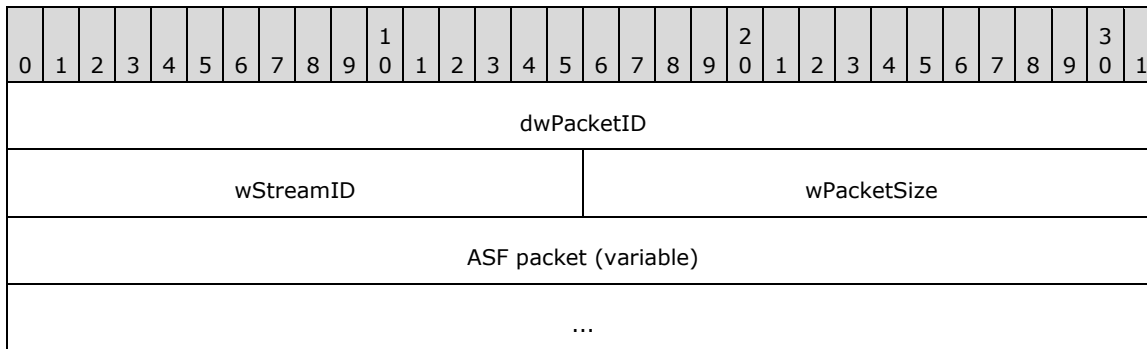 1 2 3
0 1 2 3 4 5 6 7 8 9 0 1 2 3 4 5 6 7 8 9 0 1 2 3 4 5 6 7 8 9 0 1
dwPacketID
wStreamID wPacketSize
ASF packet (variable)
...